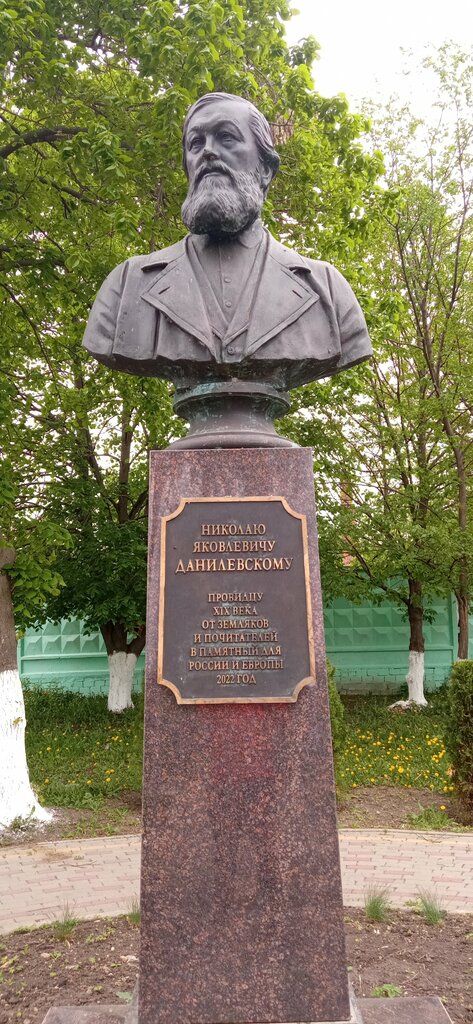 НИКОЛАЮ
ЯКОВЛЕВИЧУ
ДАНИЛЕВСКОМУ
ПРОВИДЦУ
XIX ВЕКА
ОТ ЗЕМЛЯКОВ
И ПОЧИТАТЕЛЕЙ
В ПАМЯТНЫЙ ДЛЯ
РОССИИ И ЕВРОПЫ
2022 ГОД